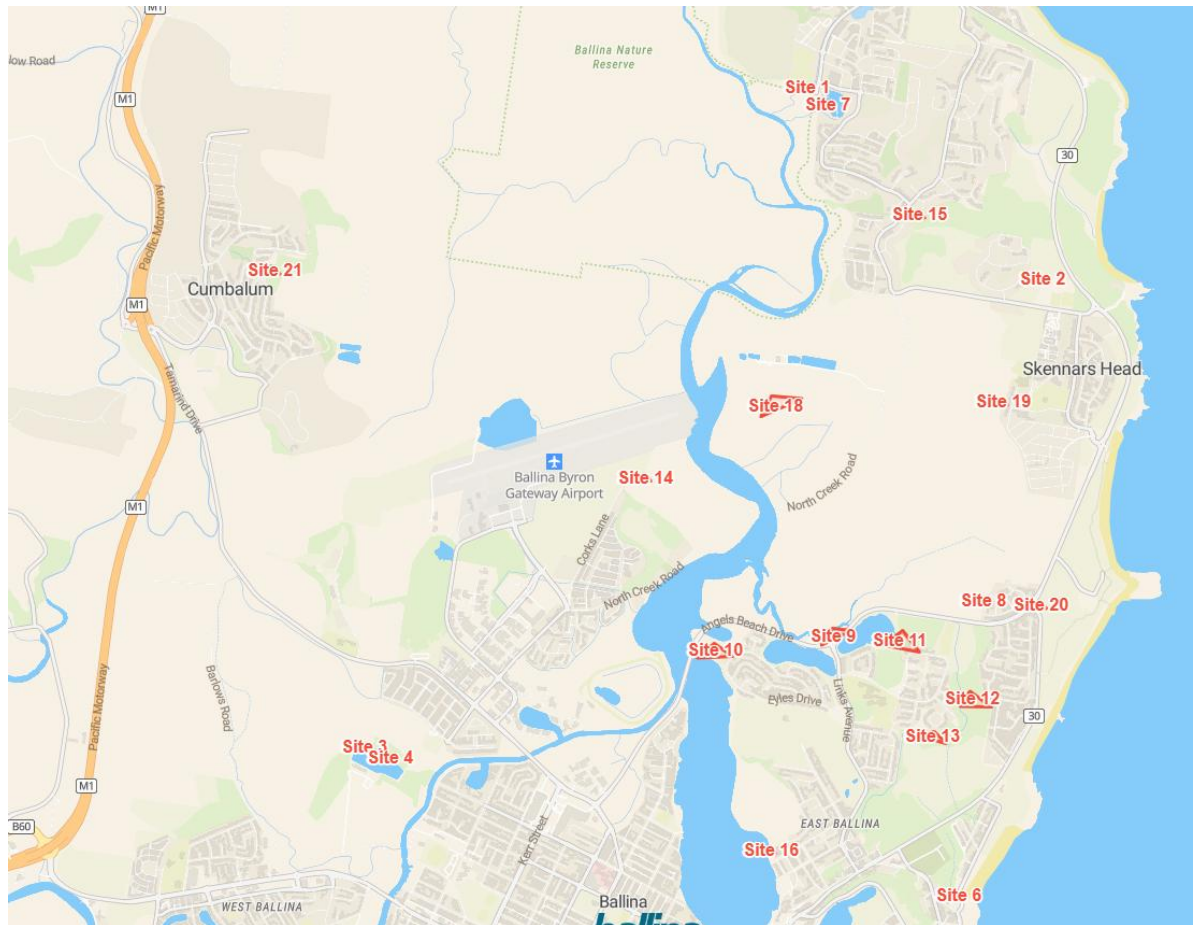 M1
low Road
Ballina Nature
Reserve
Site 1
Site 7
M1
30
Pacific Motorway
Site 15
Site 21
Cumbalum
Site 2
M1
Skennars Head
Tamarind Drive
Site 18
Site 19
Ballina Byron
Gateway Airport
Site 14
North Creek Road
M1
Corks Lane
North Creek Road
Site 8
Site 20
Angels Beach Drive
Site 9
Site 11
Site 10
Barlows Road
Pacific Motorway
Eyles Drive
Links Avenue
Site 12
30
Site 13
Site 3
Site 4
M1
B60
Kerr Street
EAST BALLINA
Site 16
Site 6
WEST BALLINA
Ballina
ballina